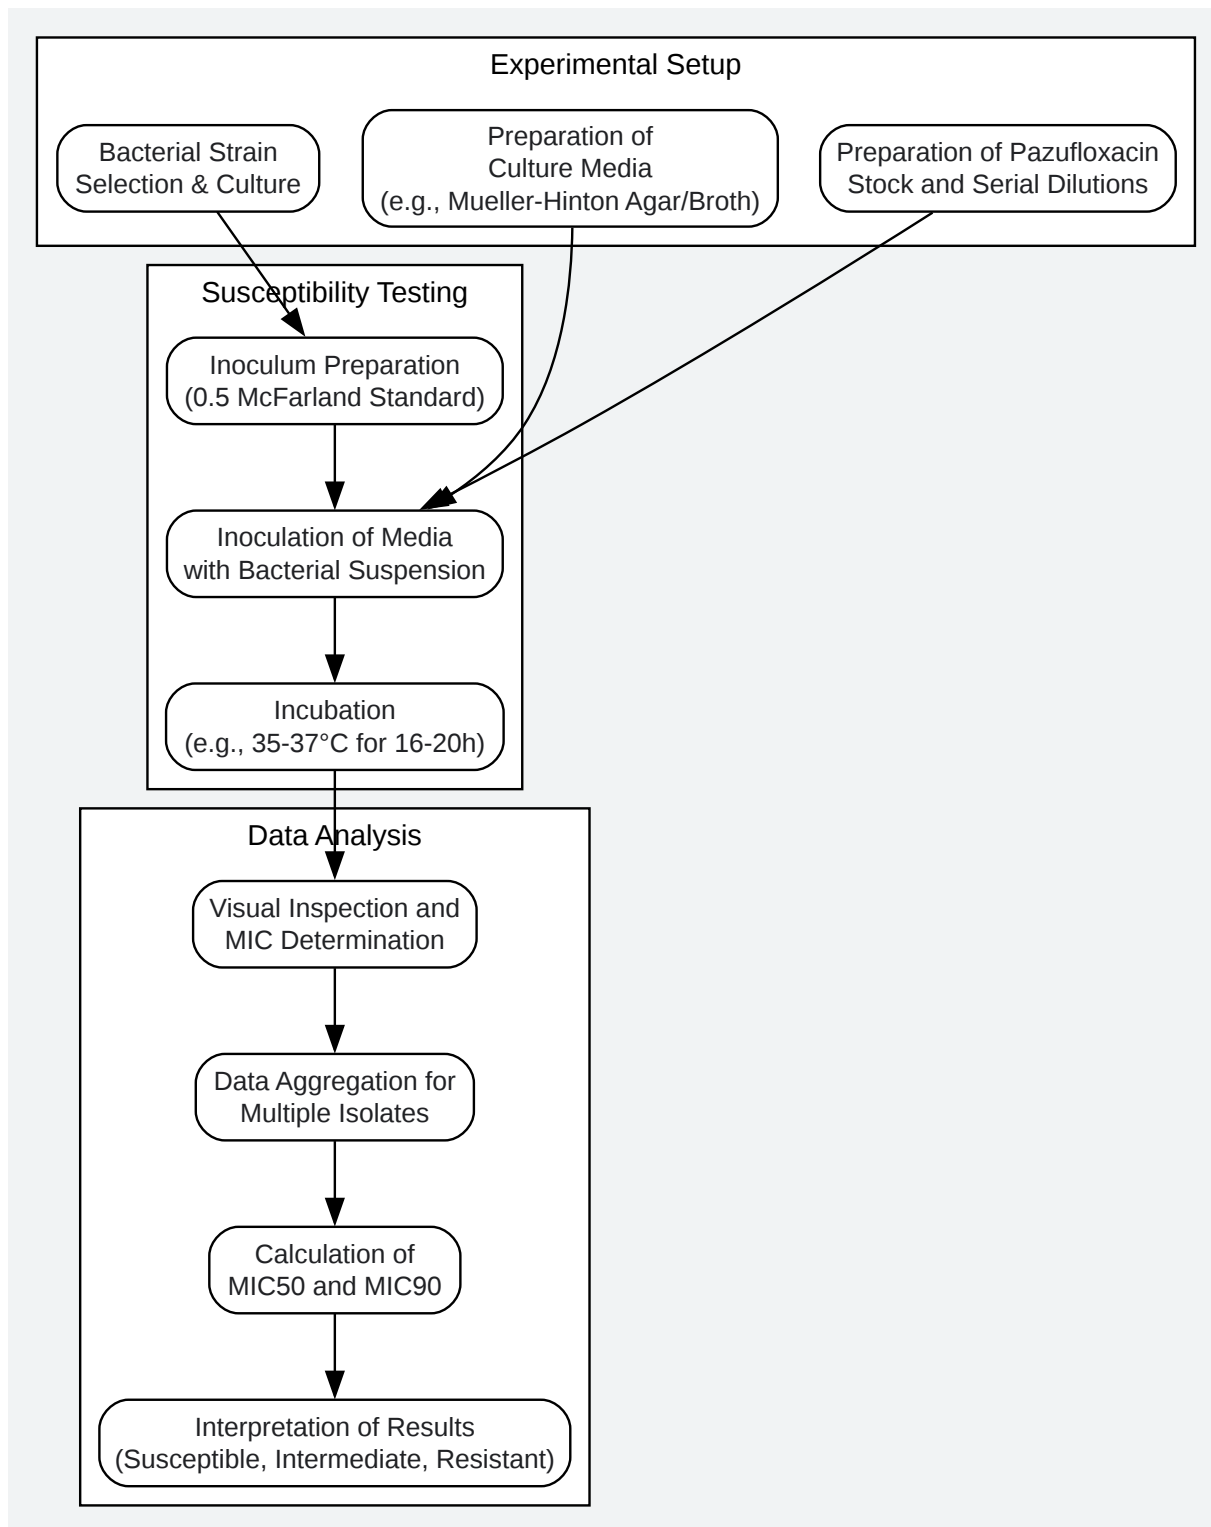 Experimental Setup
Bacterial Strain
Selection & Culture
Preparation of
Culture Media
(e.g., Mueller-Hinton Agar/Broth)
Preparation of Pazufloxacin
Stock and Serial Dilutions
Susceptibility Testing
Inoculum Preparation
(0.5 McFarland Standard)
Inoculation of Media
with Bacterial Suspension
Incubation
(e.g., 35-37°C for 16-20h)
Data Analysis
Visual Inspection and
MIC Determination
Data Aggregation for
Multiple Isolates
Calculation of
MIC50 and MIC90
Interpretation of Results
(Susceptible, Intermediate, Resistant)